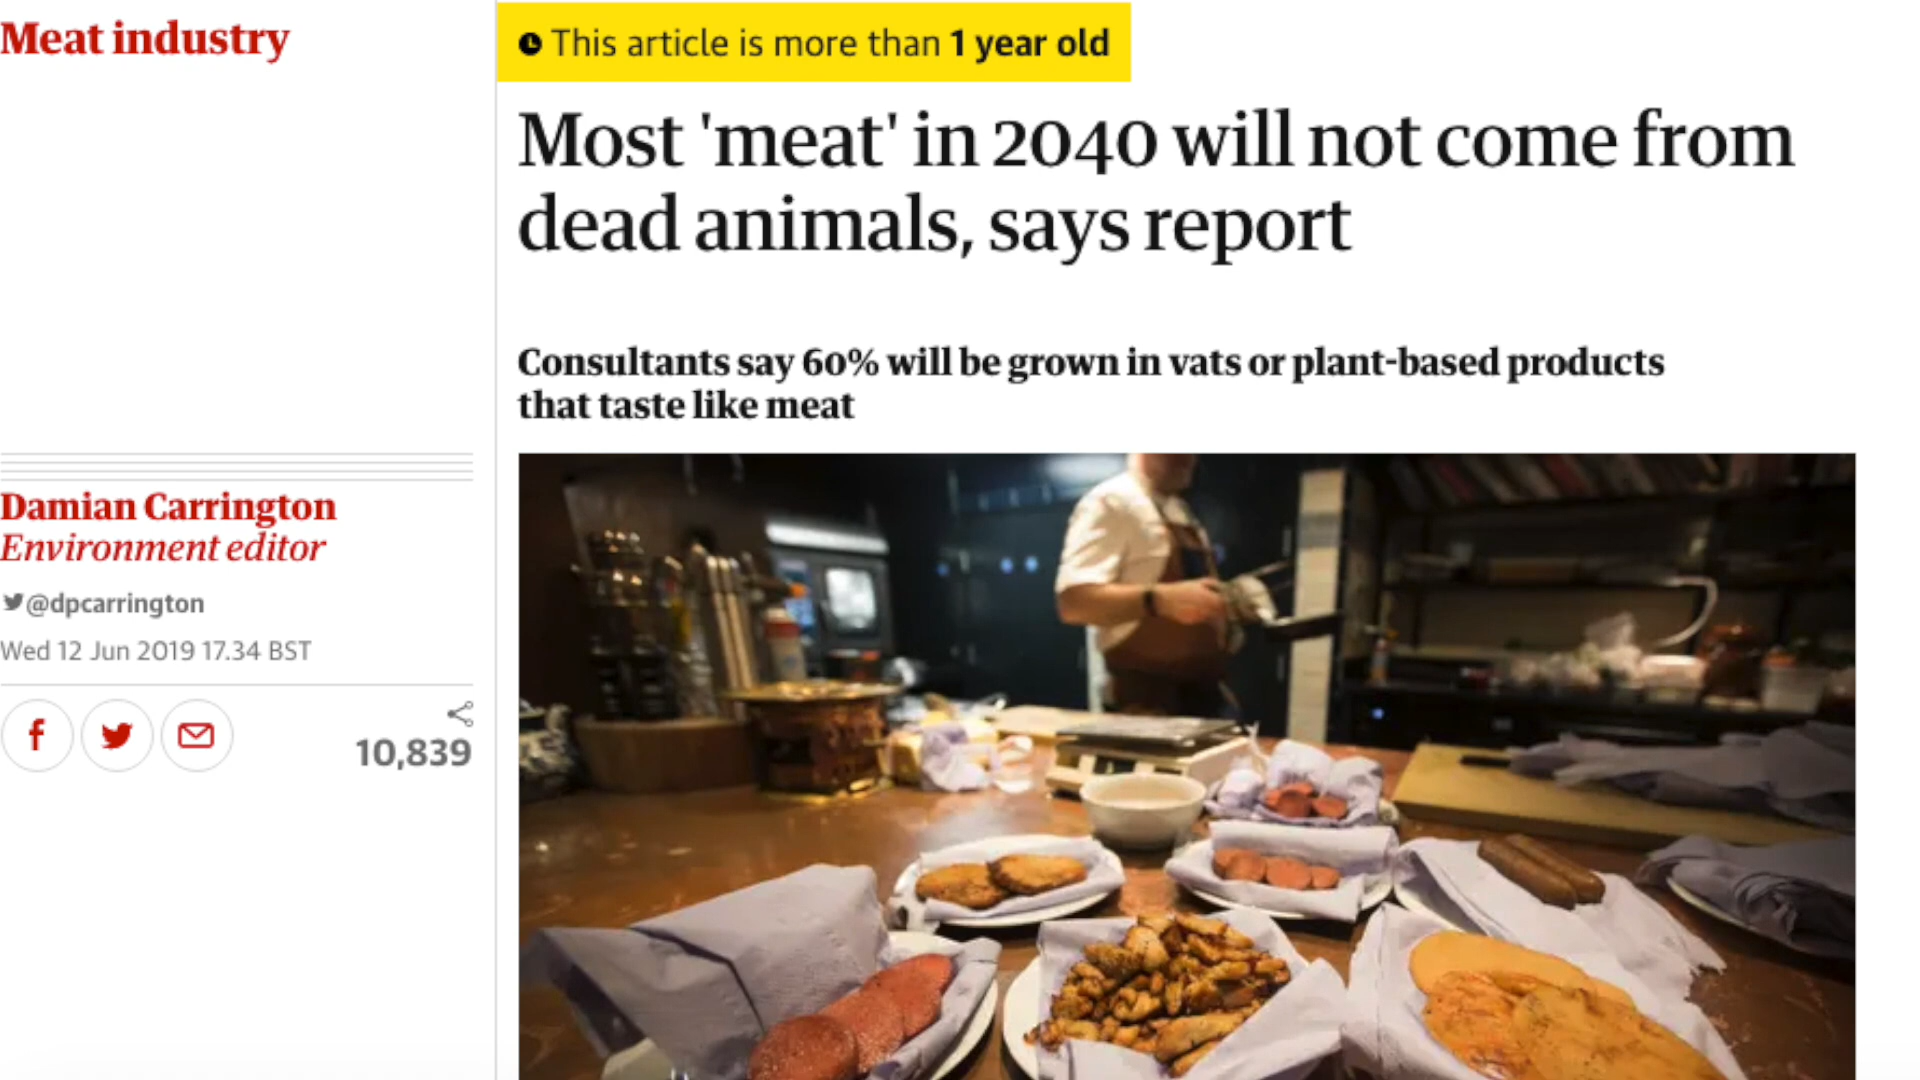 Meat industry
This article is more than 1 year old
Most 'meat' in 2040 will not come from
dead animals, says report
Consultants say 60% will be grown in vats or plant-based products
that taste like meat
Damian Carrington
Environment editor
@dpcarrington
Wed 12 Jun 2019 17.34 BST
10,839